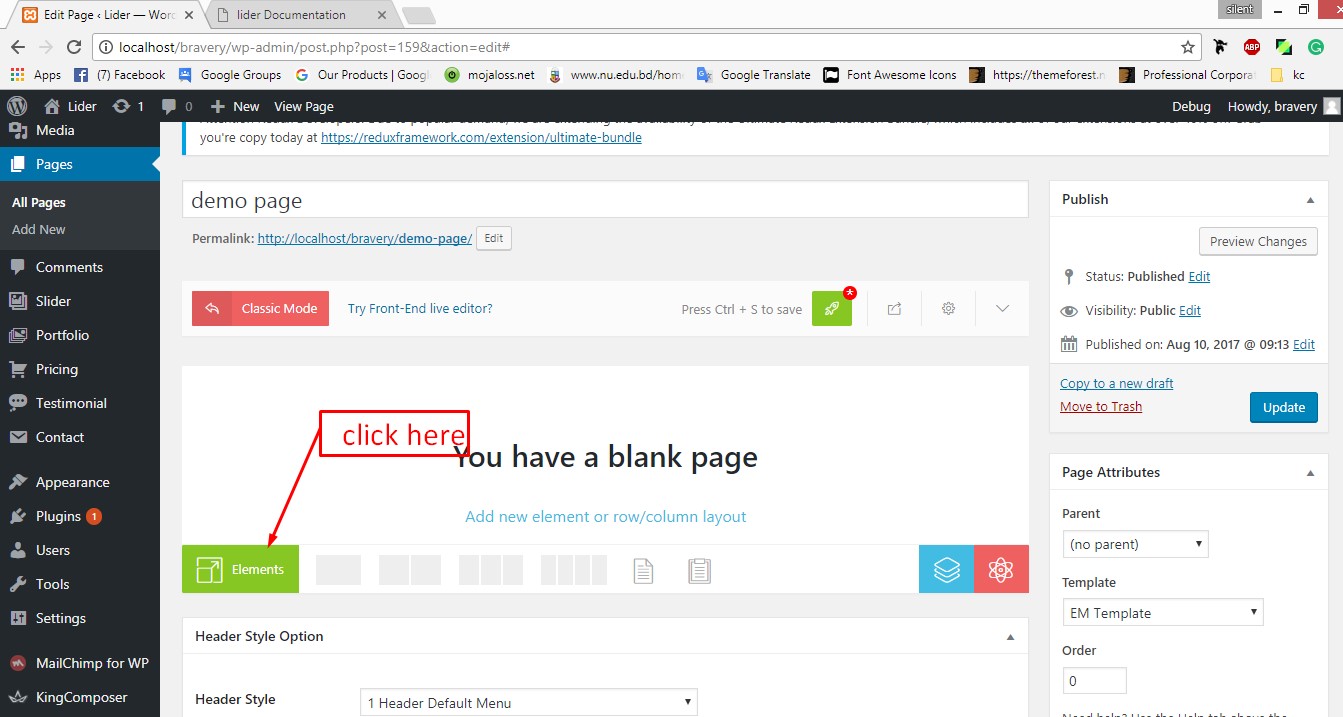 Edit Page ‹ Lider — Word
lider Documentation
silent
localhost/bravery/wp-admin/post.php?post=159&action=edit#
ABP
Apps
(7) Facebook
Google Groups
Our Products | Googl
mojaloss.net
www.nu.edu.bd/hom
Google Translate
Font Awesome Icons
https://themeforest.n
Professional Corpora
kc
Lider
1
0
New
View Page
Debug
Howdy, bravery
Media
Pages
All Pages
Add New
Comments
Slider
Portfolio
Pricing
Testimonial
Contact
Appearance
Plugins 1
Users
Tools
Settings
MailChimp for WP
KingComposer
you're copy today at https://reduxframework.com/extension/ultimate-bundle
demo page
Permalink: http://localhost/bravery/demo-page/ Edit
Classic Mode
Try Front-End live editor?
Press Ctrl + S to save
click here
You have a blank page
Add new element or row/column layout
Elements
Header Style Option
Header Style
1 Header Default Menu
Publish
Preview Changes
Status: Published Edit
Visibility: Public Edit
Published on: Aug 10, 2017 @ 09:13 Edit
Copy to a new draft
Move to Trash
Update
Page Attributes
Parent
(no parent)
Template
EM Template
Order
0